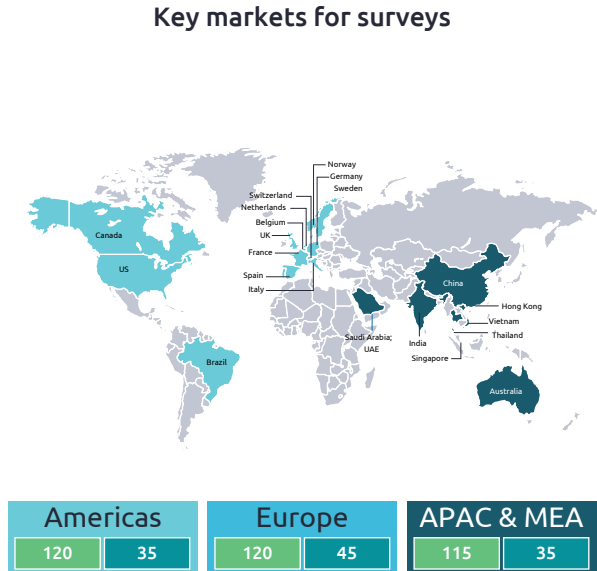 Key markets for surveys
Norway
Germany
Sweden
Switzerland
Netherlands
Belgium
UK
France
Spain
Italy
Canada
US
Brazil
China
Hong Kong
Vietnam
Thailand
Singapore
India
Saudi Arabia;
UAE
Australia
Americas
120 35
Europe
120 45
APAC & MEA
115 35